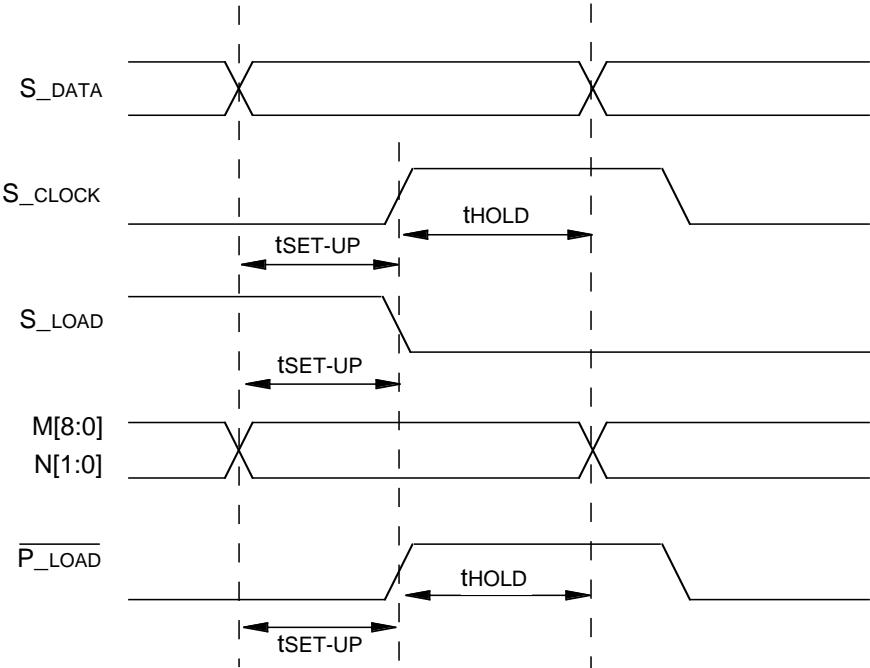 S_DATA
S_CLOCK
tHOLD
tSET-UP
S_LOAD
tSET-UP
M[8:0]
N[1:0]
P_LOAD
tHOLD
tSET-UP